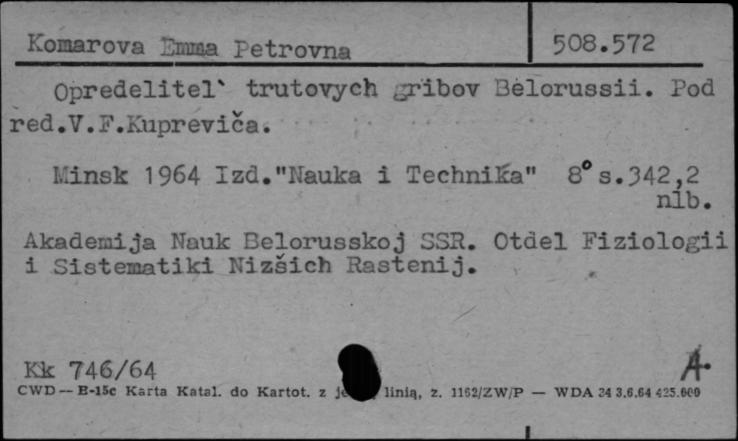 Komarova Emma Petrovna 508.572
Opredelitel` trutovych gribov Belorussii. Pod
red.V.F.Kupreviča.
Minsk 1964 Izd."Nauka i Technika" 8° s.342,2
nlb.
Akademija Nauk Belorusskoj SSR. Otdel Fiziologii
i Sistematiki Nizšich Rastenij.
Kk 746/64 A.
CWD — B-15c Karta Katal. do Kartot. z linią, z. 1162/ZW/P — WDA 24 3.6.64 425.000